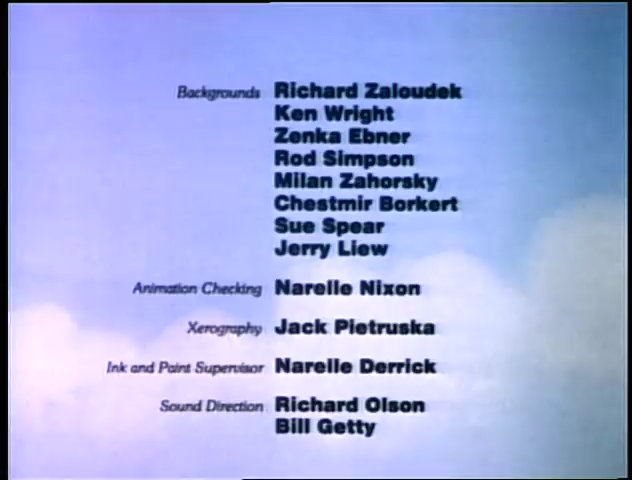 Backgrounds Richard Zaloudek
Ken Wright
Zenka Ebner
Rod Simpson
Milan Zahorsky
Chestmir Borkert
Sue Spear
Jerry Liew
Animation Checking Narelle Nixon
Xerography Jack Pietruska
Ink and Paint Supervisor Narelle Derrick
Sound Direction Richard Olson
Bill Getty